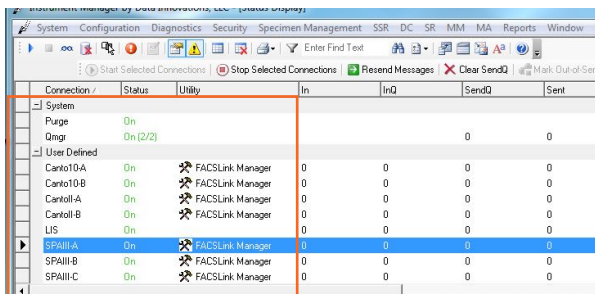 Instrument Manager by Data Innovations, LLC - [Status Display]
System Configuration Diagnostics Security Specimen Management SSR DC SR MM MA Reports Window
Enter Find Text
Start Selected Connections Stop Selected Connections Resend Messages Clear SendQ Mark Out-of-Ser
Connection / Status Utility In InQ SendQ Sent
System
Purge On
Qmgr On (2/2) 0 0
User Defined
Canto10-A On FACSLink Manager 0 0 0 0
Canto10-B On FACSLink Manager 0 0 0 0
CantoII-A On FACSLink Manager 0 0 0 0
CantoII-B On FACSLink Manager 0 0 0 0
LIS On 0 0 0 0
SPAIII-A On FACSLink Manager 0 0 0 0
SPAIII-B On FACSLink Manager 0 0 0 0
SPAIII-C On FACSLink Manager 0 0 0 0